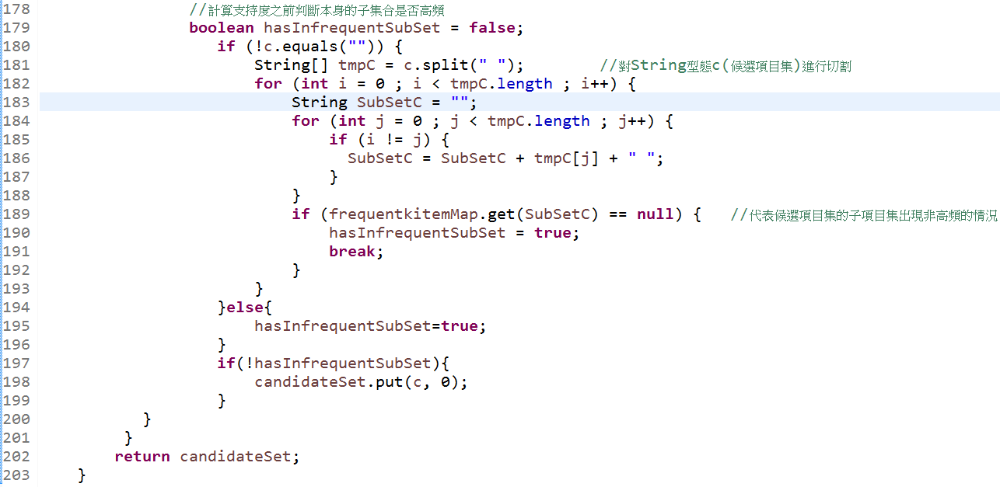 178 //計算支持度之前判斷本身的子集合是否高頻
179 boolean hasInfrequentSubSet = false;
180 if (!c.equals("")) {
181 String[] tmpC = c.split(" "); //對String型態c(候選項目集)進行切割
182 for (int i = 0 ; i < tmpC.length ; i++) {
183 String SubSetC = "";
184 for (int j = 0 ; j < tmpC.length ; j++) {
185 if (i != j) {
186 SubSetC = SubSetC + tmpC[j] + " ";
187 }
188 }
189 if (frequentkitemMap.get(SubSetC) == null) { //代表候選項目集的子項目集出現非高頻的情況
190 hasInfrequentSubSet = true;
191 break;
192 }
193 }
194 }else{
195 hasInfrequentSubSet=true;
196 }
197 if(!hasInfrequentSubSet){
198 candidateSet.put(c, 0);
199 }
200 }
201 }
202 return candidateSet;
203 }